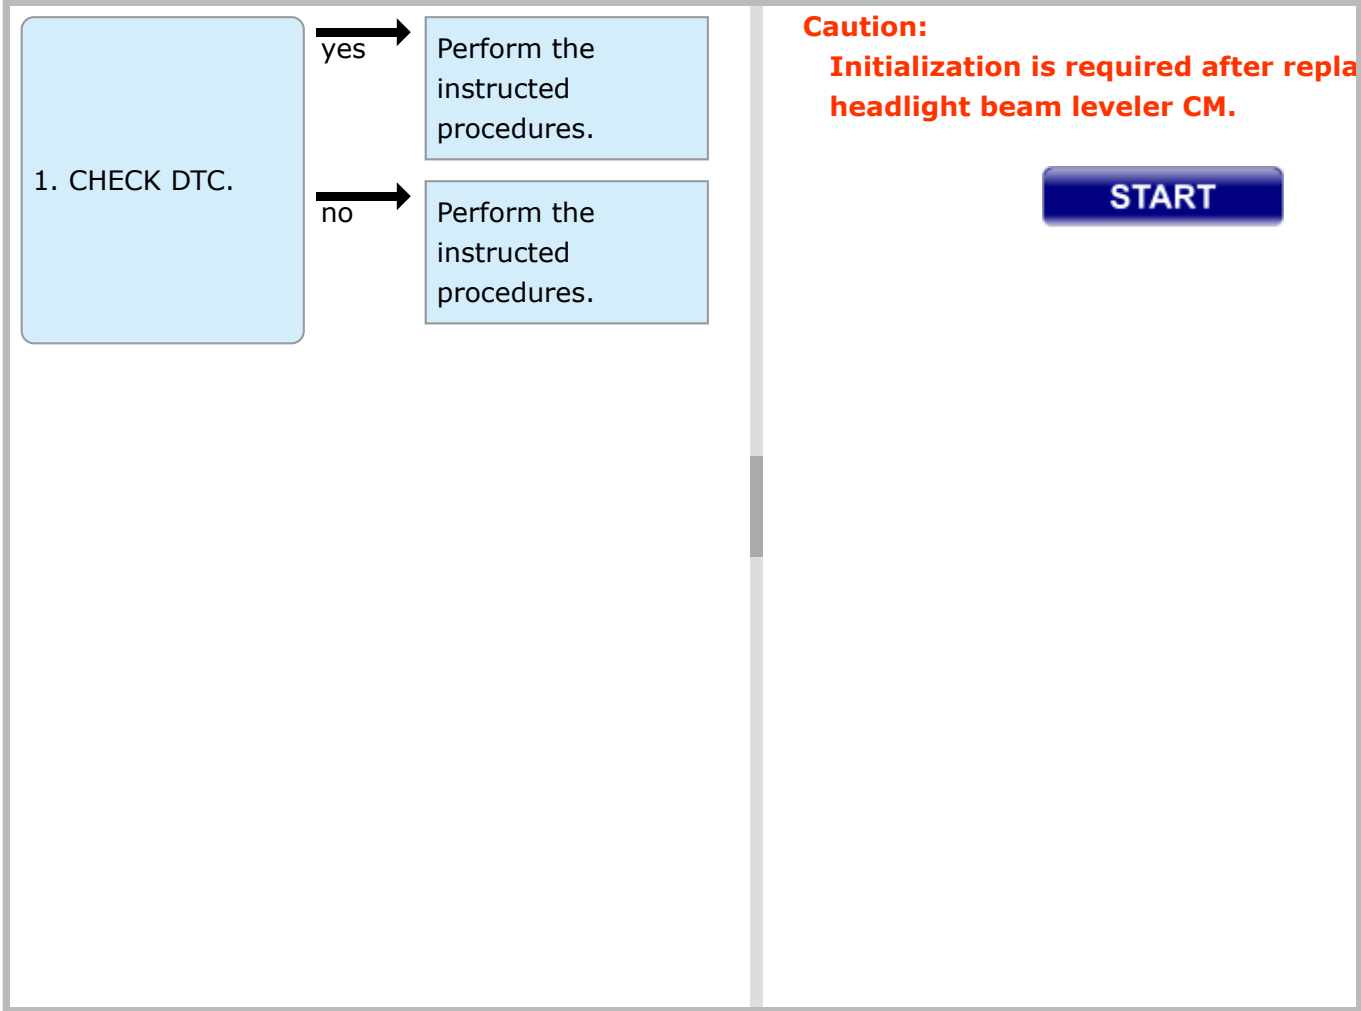 1. CHECK DTC.
yes
Perform the
instructed
procedures.
no
Perform the
instructed
procedures.
Caution:
Initialization is required after repla
headlight beam leveler CM.
START